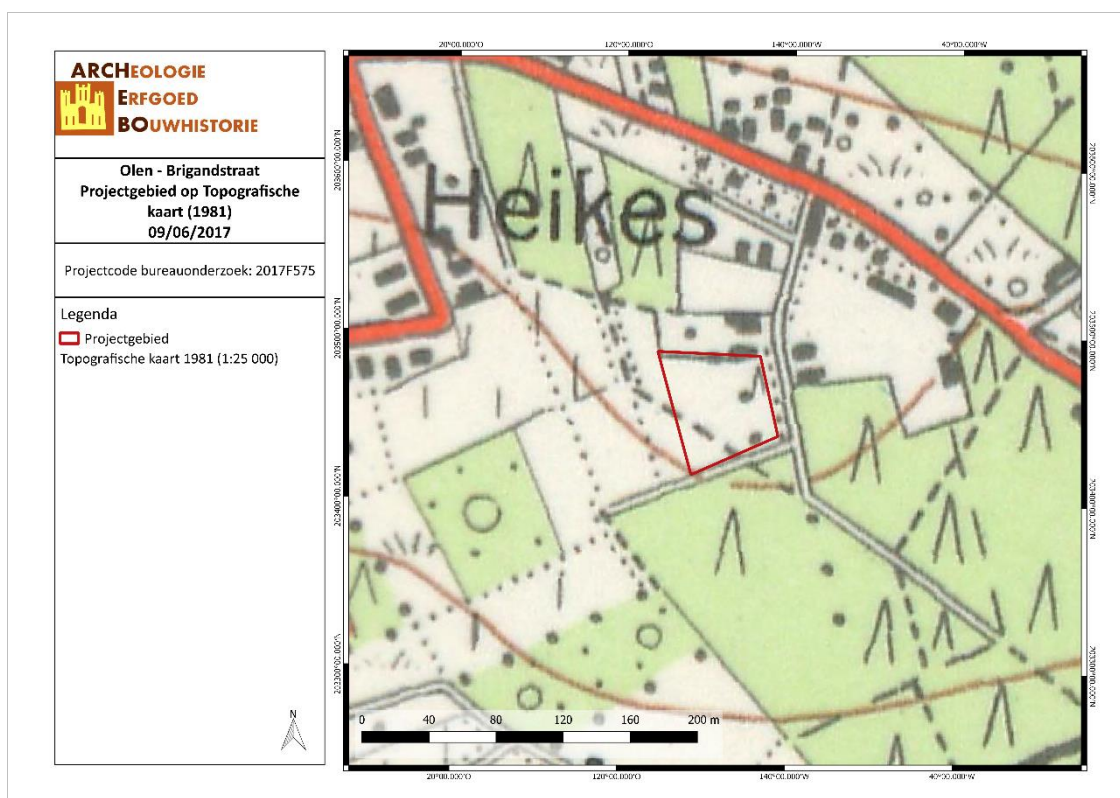 ARCHEOLOGIE
ERFGOED
BOUWHISTORIE
Olen - Brigandstraat
Projectgebied op Topografische
kaart (1981)
09/06/2017
Projectcode bureauonderzoek: 2017F575
Legenda
Projectgebied
Topografische kaart 1981 (1:25 000)
N
Heikes
0 40 80 120 160 200 m